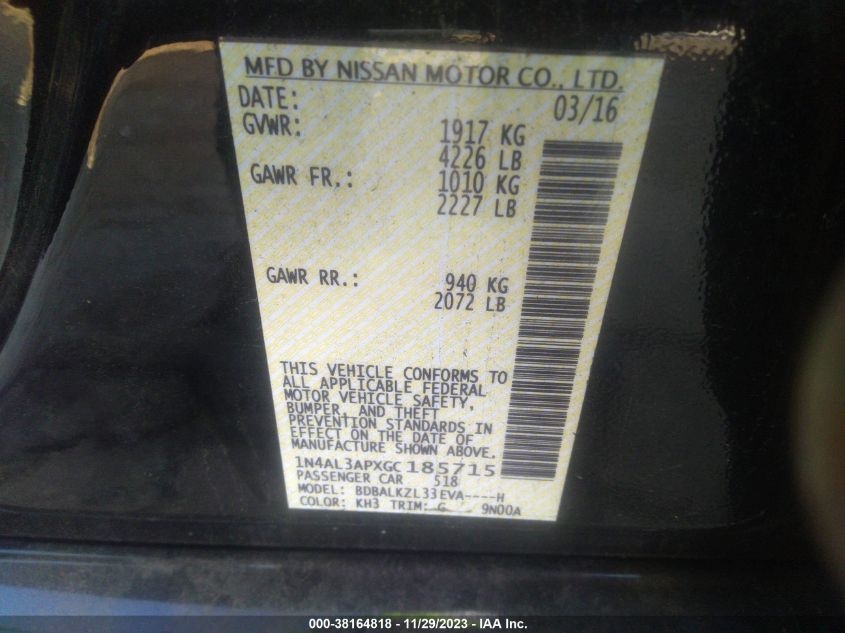 MFD BY NISSAN MOTOR CO., LTD.
DATE: 03/16
GVWR: 1917 KG
4226 LB
GAWR FR.: 1010 KG
2227 LB
GAWR RR.: 940 KG
2072 LB
THIS VEHICLE CONFORMS TO
ALL APPLICABLE FEDERAL
MOTOR VEHICLE SAFETY,
BUMPER, AND THEFT
PREVENTION STANDARDS IN
EFFECT ON THE DATE OF
MANUFACTURE SHOWN ABOVE.
1N4AL3APXGC185715
PASSENGER CAR 518
MODEL: BDBALKZL33EVA----H
COLOR: KH3 TRIM: G 9N00A
000-38164818 - 11/29/2023 - IAA Inc.